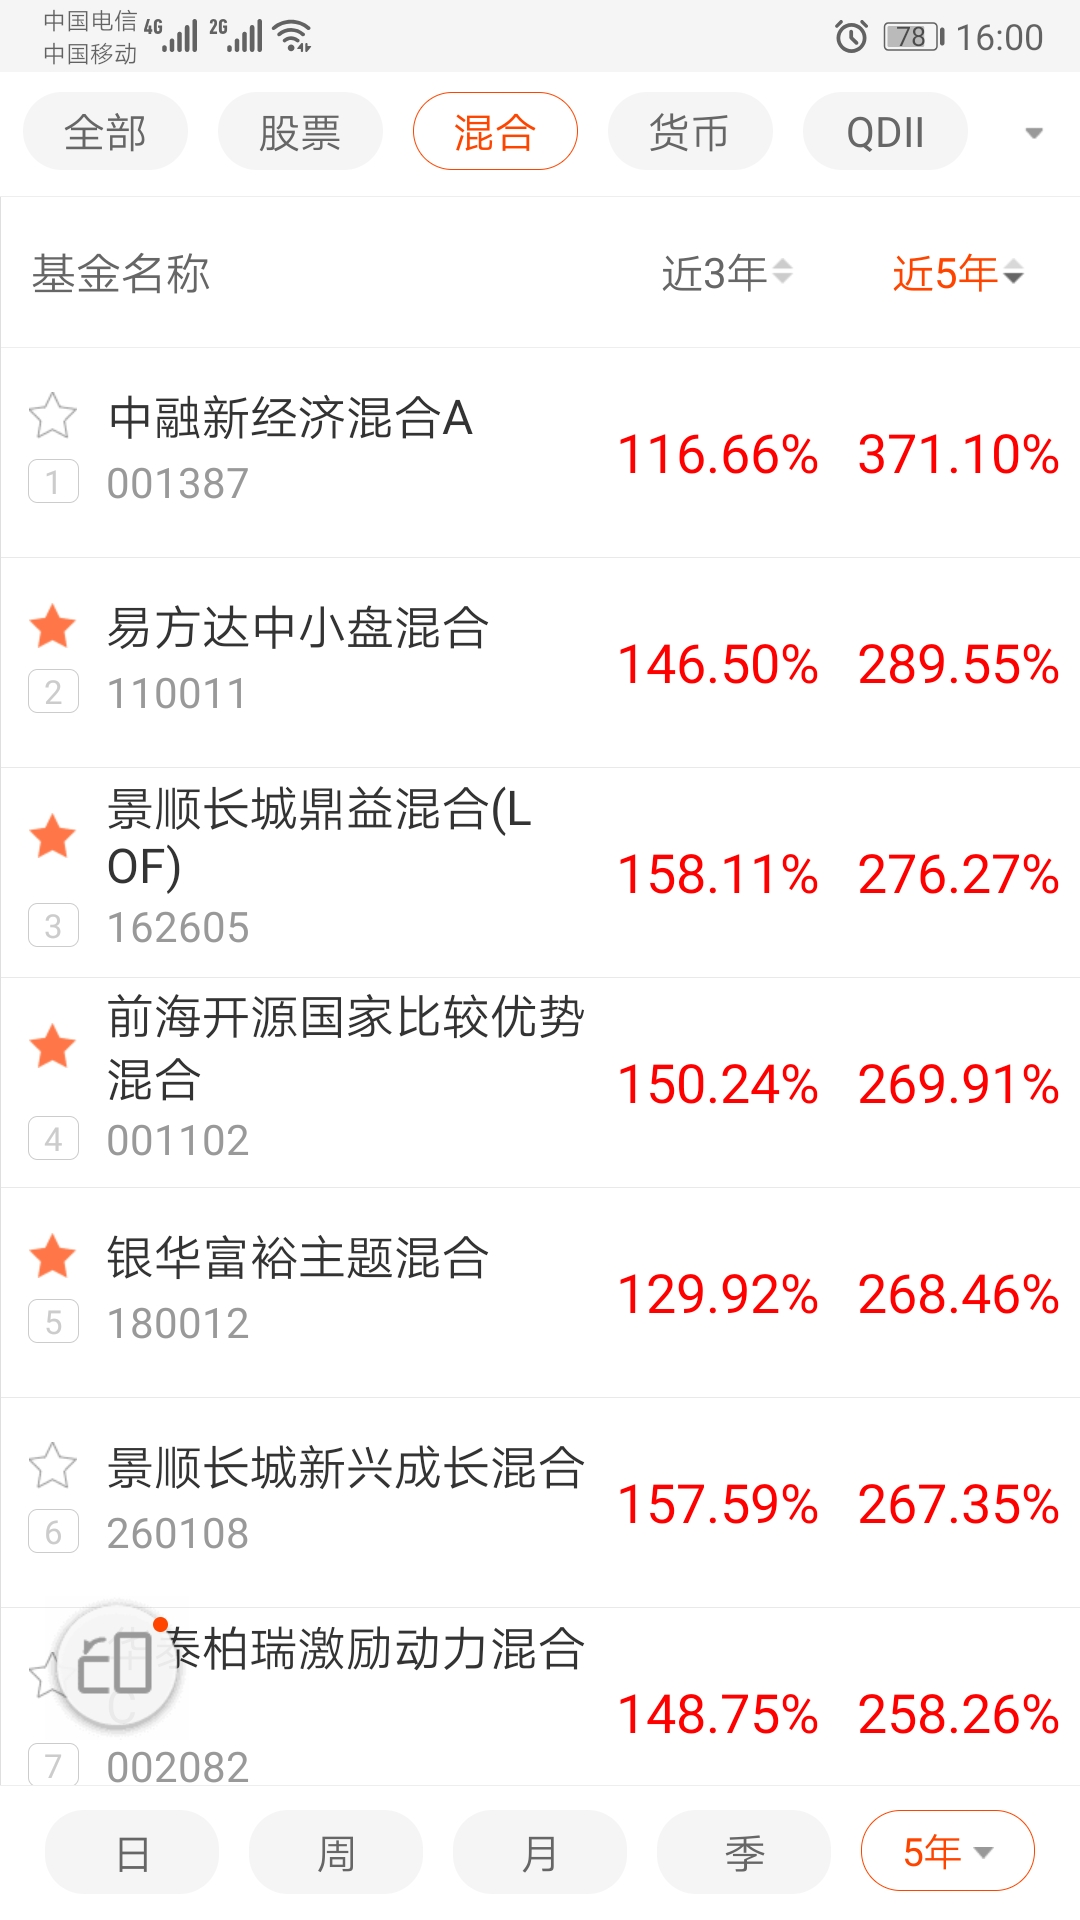 中国电信 4G 2G 78 16:00
中国移动
全部 股票 混合 货币 QDII
基金名称 近3年 近5年
中融新经济混合A
116.66% 371.10%
1 001387
易方达中小盘混合
146.50% 289.55%
2 110011
景顺长城鼎益混合(L
OF)
158.11% 276.27%
3 162605
前海开源国家比较优势
混合
150.24% 269.91%
4 001102
银华富裕主题混合
129.92% 268.46%
5 180012
景顺长城新兴成长混合
157.59% 267.35%
6 260108
华泰柏瑞激励动力混合
C
148.75% 258.26%
7 002082
日 周 月 季 5年